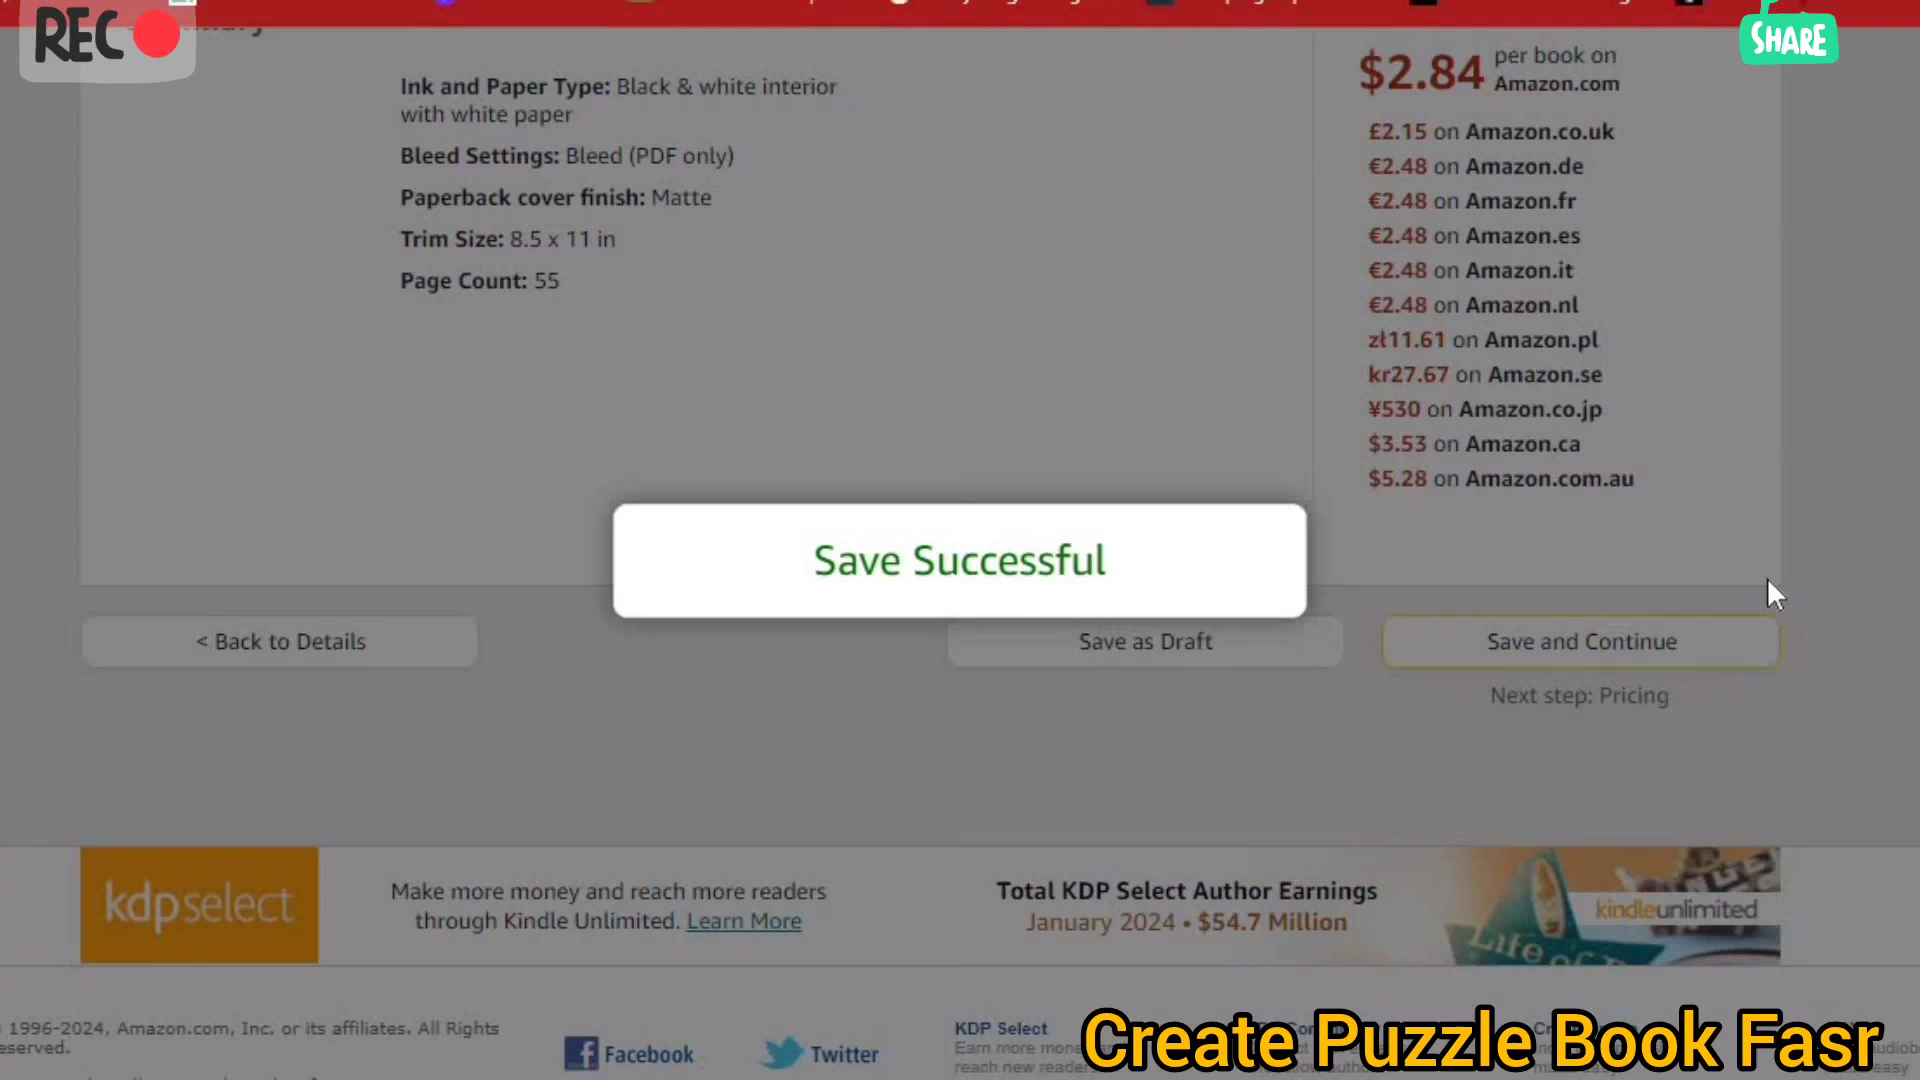 REC
SHARE
Ink and Paper Type: Black & white interior
with white paper
Bleed Settings: Bleed (PDF only)
Paperback cover finish: Matte
Trim Size: 8.5 x 11 in
Page Count: 55
$2.84 per book on
Amazon.com
£2.15 on Amazon.co.uk
€2.48 on Amazon.de
€2.48 on Amazon.fr
€2.48 on Amazon.es
€2.48 on Amazon.it
€2.48 on Amazon.nl
zł11.61 on Amazon.pl
kr27.67 on Amazon.se
¥530 on Amazon.co.jp
$3.53 on Amazon.ca
$5.28 on Amazon.com.au
Save Successful
< Back to Details
Save as Draft
Save and Continue
Next step: Pricing
kdpselect
Make more money and reach more readers
through Kindle Unlimited. Learn More
Total KDP Select Author Earnings
January 2024 • $54.7 Million
kindleunlimited
Life of
1996-2024, Amazon.com, Inc. or its affiliates. All Rights
eserved.
Facebook
Twitter
KDP Select
Earn more
reach new
Create Puzzle Book Fasr